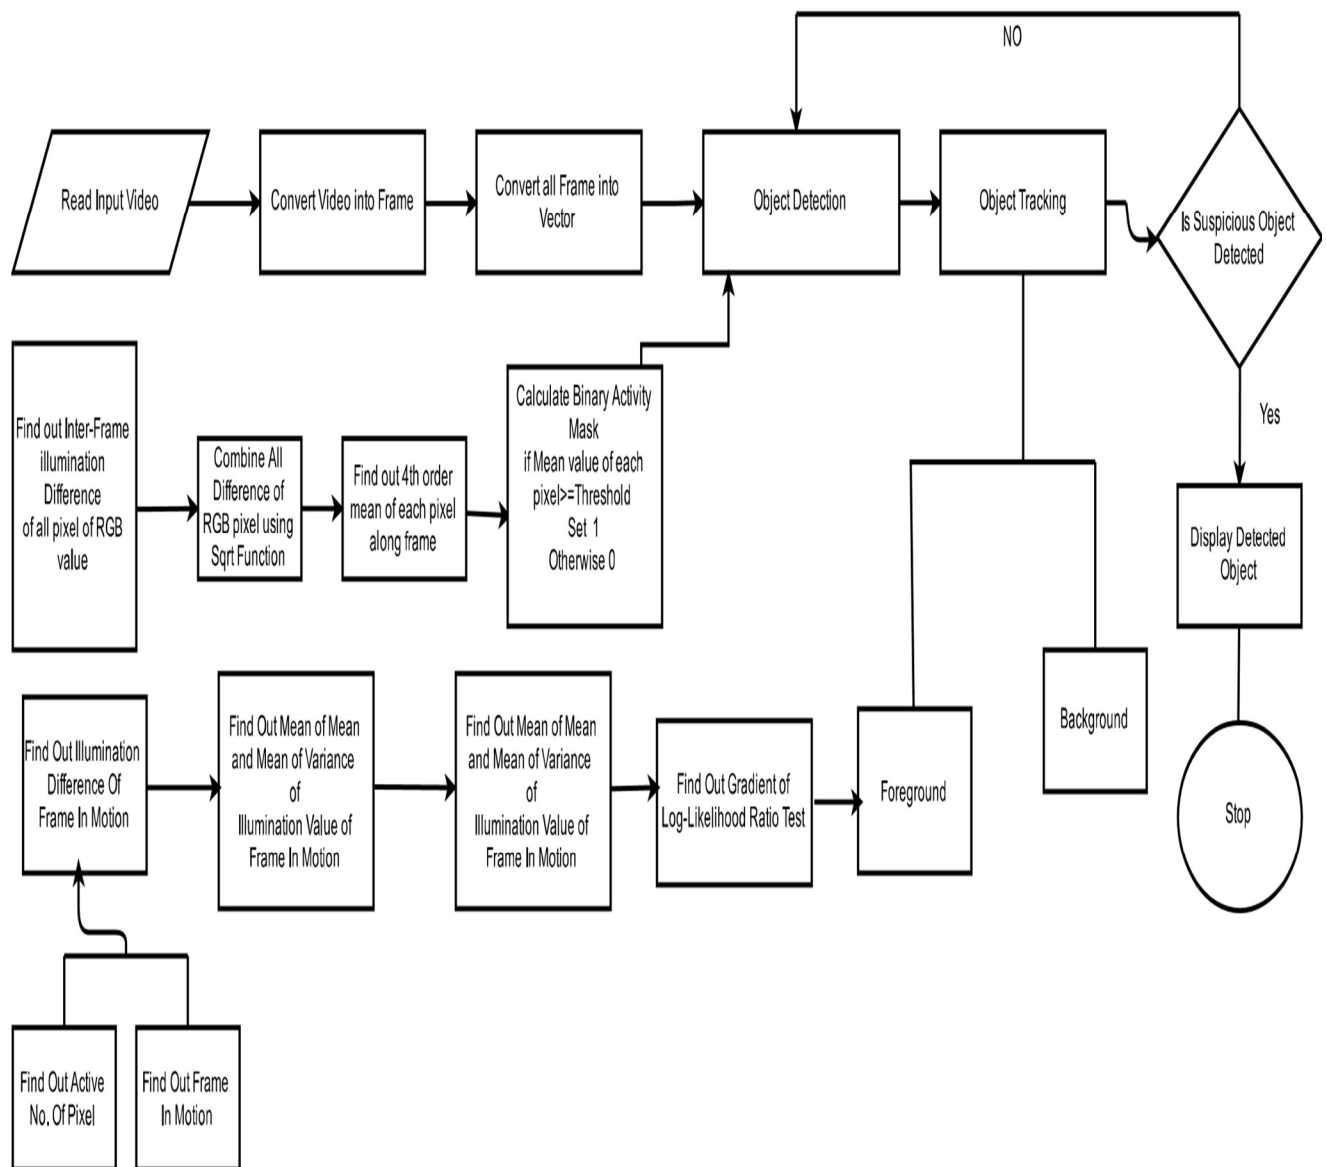 NO
Read Input Video
Convert Video into Frame
Convert all Frame into
Vector
Object Detection
Object Tracking
Is Suspicious Object
Detected
Yes
Find out Inter-Frame
illumination
Difference
of all pixel of RGB
value
Combine All
Difference of
RGB pixel using
Sqrt Function
Find out 4th order
mean of each pixel
along frame
Calculate Binary Activity
Mask
if Mean value of each
pixel>=Threshold
Set 1
Otherwise 0
Display Detected
Object
Find Out Illumination
Difference Of
Frame In Motion
Find Out Mean of Mean
and Mean of Variance
of
Illumination Value of
Frame In Motion
Find Out Mean of Mean
and Mean of Variance
of
Illumination Value of
Frame In Motion
Find Out Gradient of
Log-Likelihood Ratio Test
Foreground
Background
Stop
Find Out Active
No. Of Pixel
Find Out Frame
In Motion